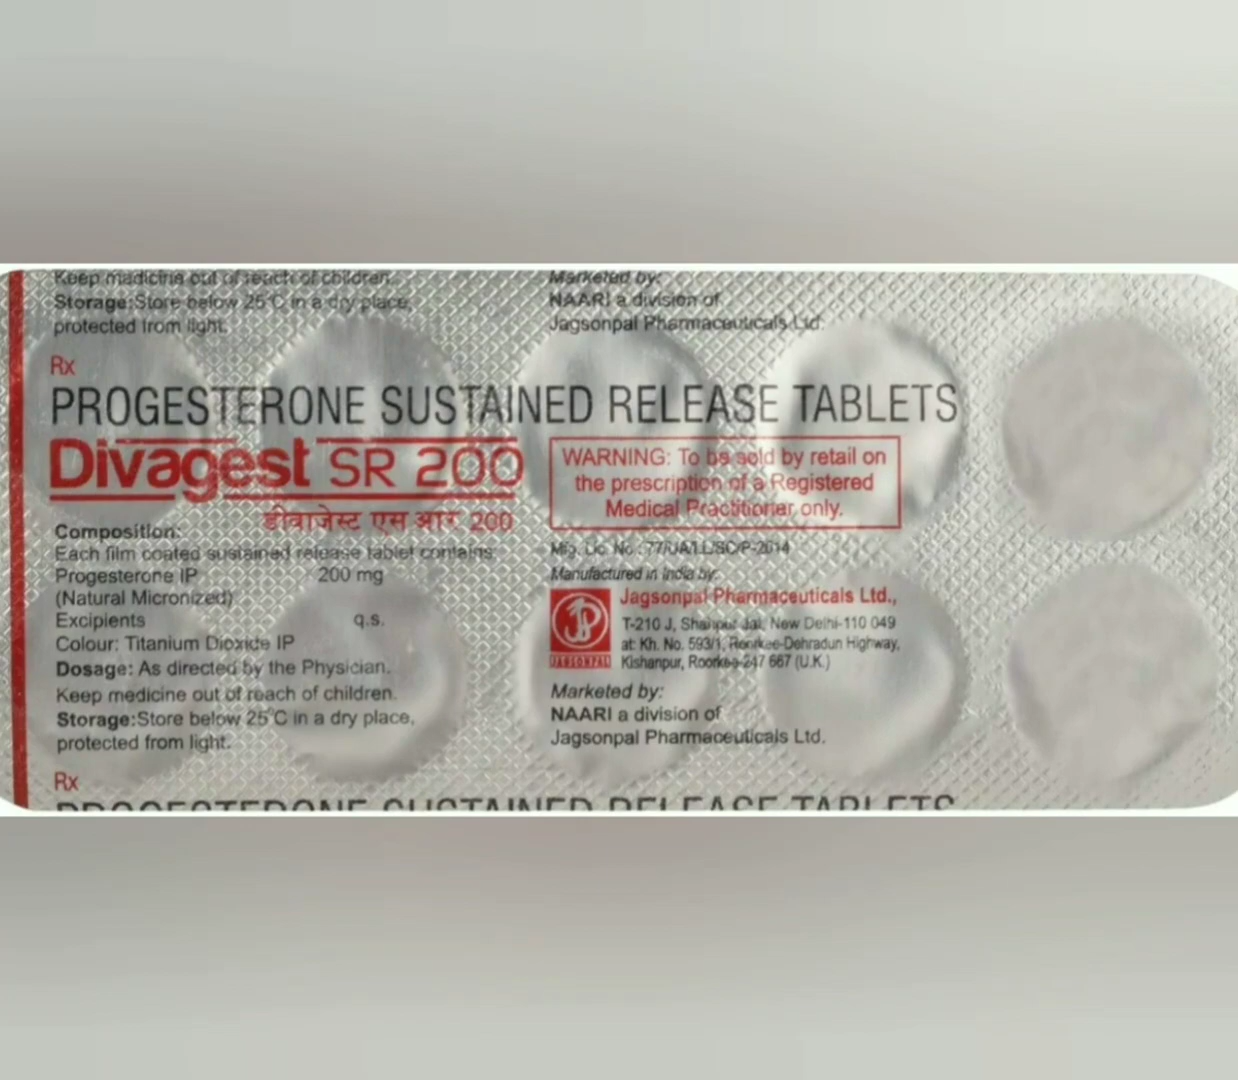 Keep medicine out of reach of children.
Storage:Store below 25°C in a dry place,
protected from light.
Marketed by:
NAARI a division of
Jagsonpal Pharmaceuticals Ltd.
Rx
PROGESTERONE SUSTAINED RELEASE TABLETS
Divagest SR 200
डीवाजेस्ट एस आर 200
WARNING: To be sold by retail on
the prescription of a Registered
Medical Practitioner only.
Composition:
Each film coated sustained release tablet contains:
Progesterone IP 200 mg
(Natural Micronized)
Excipients q.s.
Colour: Titanium Dioxide IP
Dosage: As directed by the Physician.
Keep medicine out of reach of children.
Storage:Store below 25°C in a dry place,
protected from light.
Mfg. Lic. No.: 77/UA/LL/SC/P-2014
Manufactured in India by:
Jagsonpal Pharmaceuticals Ltd.,
T-210 J, Shahpur Jat, New Delhi-110 049
at: Kh. No. 593/1, Roorkee-Dehradun Highway,
Kishanpur, Roorkee-247 667 (U.K.)
JAGSONPAL
Marketed by:
NAARI a division of
Jagsonpal Pharmaceuticals Ltd.
Rx
PROGESTERONE SUSTAINED RELEASE TABLETS